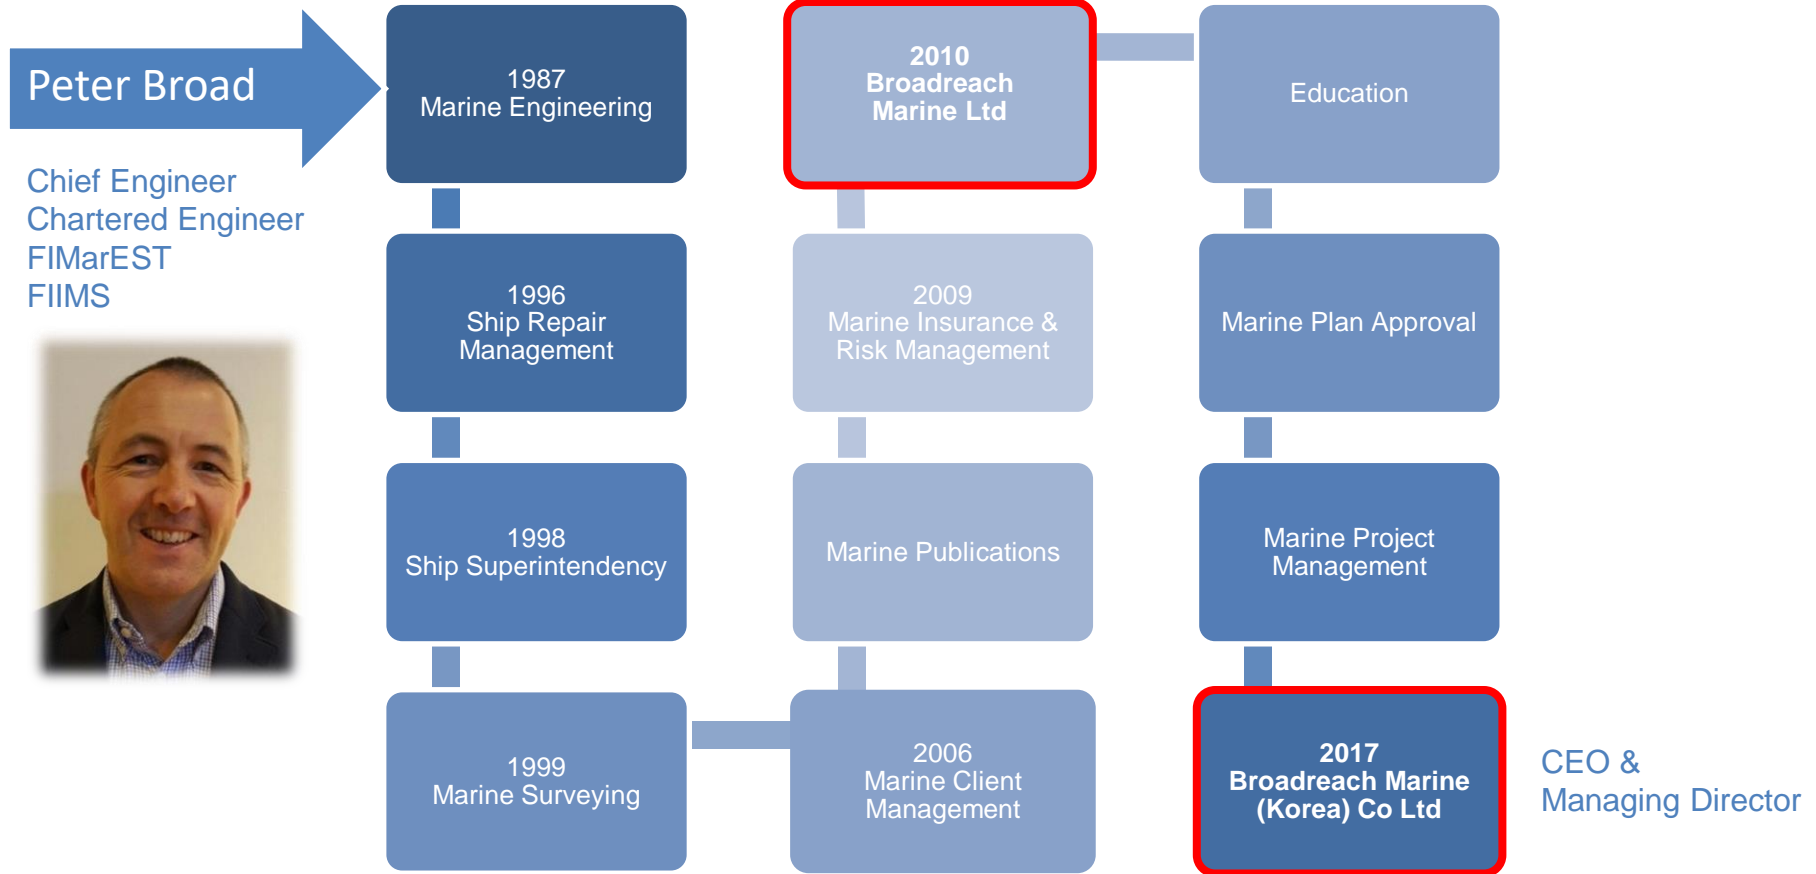 Peter Broad
Chief Engineer
Chartered Engineer
FIMarEST
FIIMS
1987
Marine Engineering
1996
Ship Repair
Management
1998
Ship Superintendency
1999
Marine Surveying
2006
Marine Client
Management
Marine Publications
2009
Marine Insurance &
Risk Management
2010
Broadreach
Marine Ltd
Education
Marine Plan Approval
Marine Project
Management
2017
Broadreach Marine
(Korea) Co Ltd
CEO &
Managing Director